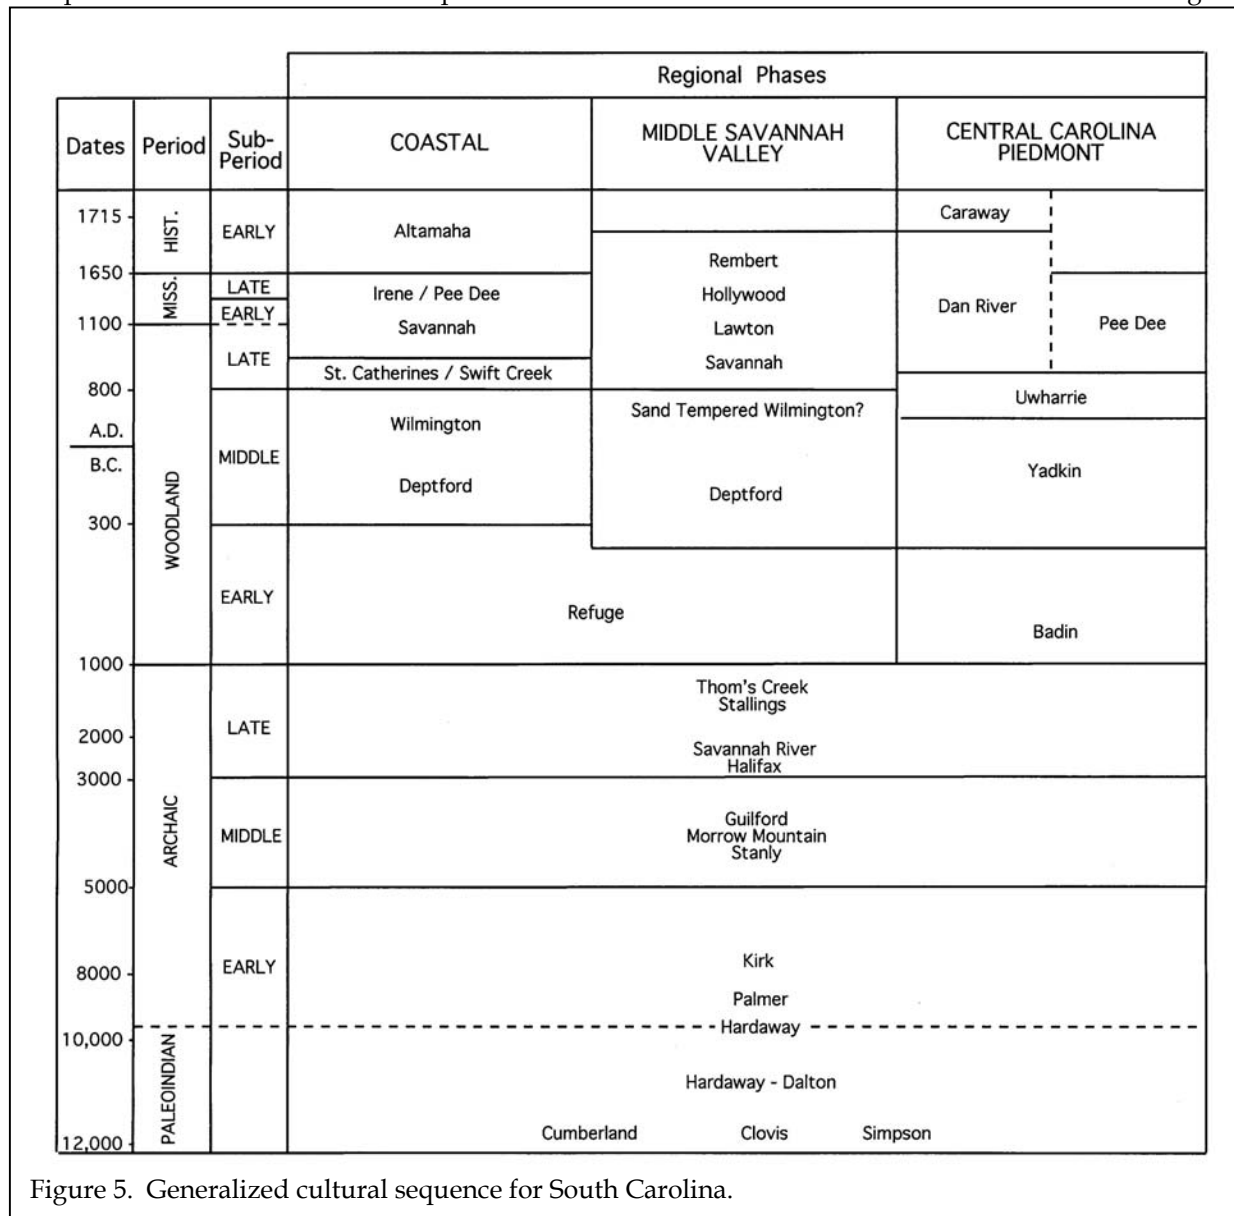 Regional Phases
Dates
Period
Sub-
Period
COASTAL
MIDDLE SAVANNAH
VALLEY
CENTRAL CAROLINA
PIEDMONT
1715
HIST.
EARLY
Altamaha
Caraway
1650
MISS.
LATE
EARLY
Irene / Pee Dee
Savannah
Rembert
Hollywood
Lawton
Savannah
Dan River
Pee Dee
1100
WOODLAND
LATE
St. Catherines / Swift Creek
800
A.D.
B.C.
MIDDLE
Wilmington
Deptford
Sand Tempered Wilmington?
Deptford
Uwharrie
Yadkin
300
EARLY
Refuge
Badin
1000
ARCHAIC
LATE
Thom's Creek
Stallings
2000
Savannah River
Halifax
3000
MIDDLE
Guilford
Morrow Mountain
Stanly
5000
EARLY
8000
Kirk
Palmer
Hardaway
10,000
PALEOINDIAN
Hardaway - Dalton
12,000
Cumberland Clovis Simpson
Figure 5. Generalized cultural sequence for South Carolina.